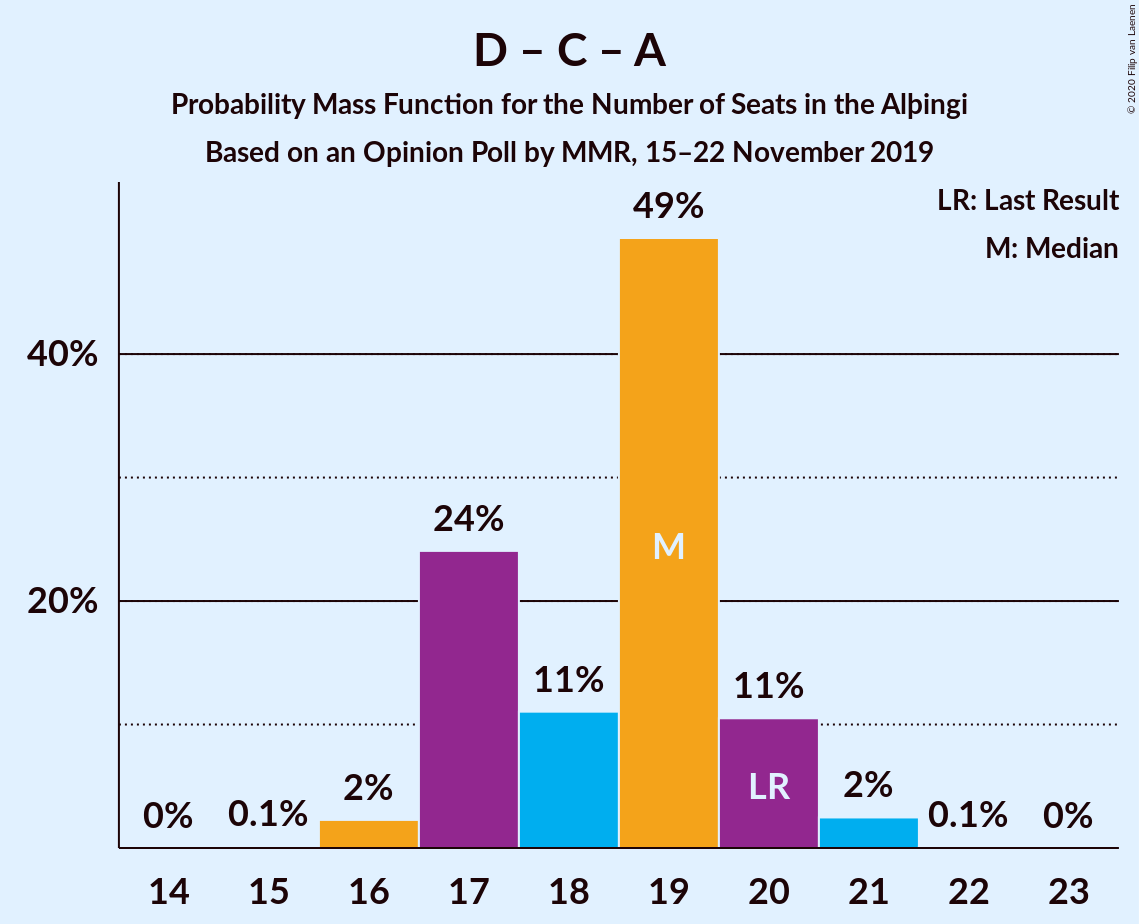 D – C – A
Probability Mass Function for the Number of Seats in the Alþingi
Based on an Opinion Poll by MMR, 15–22 November 2019
© 2020 Filip van Laenen
LR: Last Result
M: Median
40%
20%
0%
0.1%
2%
24%
11%
49%
M
11%
LR
2%
0.1%
0%
14 15 16 17 18 19 20 21 22 23